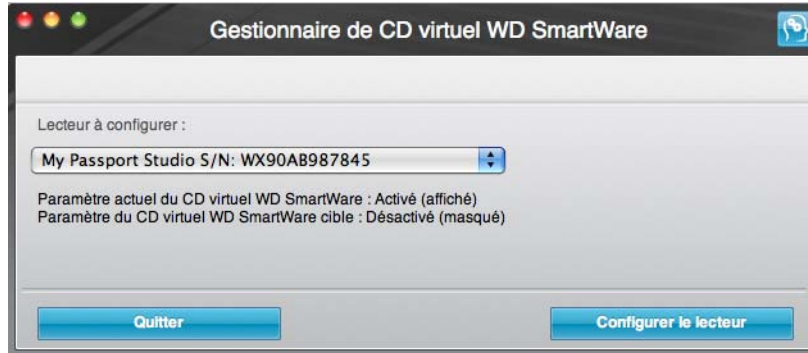 Gestionnaire de CD virtuel WD SmartWare
Lecteur à configurer :
My Passport Studio S/N: WX90AB987845
Paramètre actuel du CD virtuel WD SmartWare : Activé (affiché)
Paramètre du CD virtuel WD SmartWare cible : Désactivé (masqué)
Quitter
Configurer le lecteur